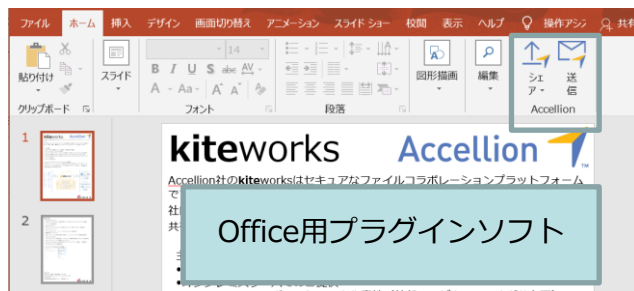 ファイル ホーム 挿入 デザイン 画面切り替え アニメーション スライド ショー 校閲 表示 ヘルプ 操作アシ 共有
貼り付け スライド 14 図形描画 編集 シェア 送信
B I U S abc AV
A Aa A A
クリップボード フォント 段落 Accellion
1
kiteworks Accellion TM
Accellion社のkiteworksはセキュアなファイルコラボレーションプラットフォーム
で
社
共
Office用プラグインソフト
2